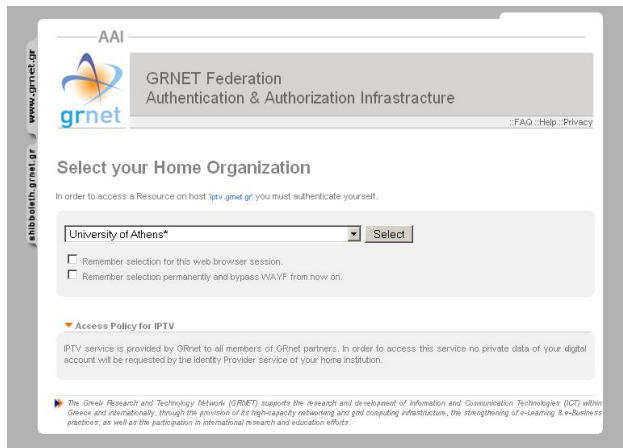 AAI
www.grnet.gr
shibboleth.grnet.gr
grnet
GRNET Federation
Authentication & Authorization Infrastracture
::FAQ ::Help ::Privacy
Select your Home Organization
In order to access a Resource on host 'iptv.grnet.gr' you must authenticate yourself.
University of Athens*
Select
Remember selection for this web browser session.
Remember selection permanently and bypass WAYF from now on.
Access Policy for IPTV
IPTV service is provided by GRnet to all members of GRnet partners. In order to access this service no private data of your digital
account will be requested by the Identity Provider service of your home institution.
The Greek Research and Technology Network (GRNET) supports the research and development of Information and Communication Technologies (ICT) within
Greece and internationally, through the provision of its high-capacity networking and grid computing infrastructure, the strengthening of e-Learning & e-Business
practices, as well as the participation in international research and education efforts.